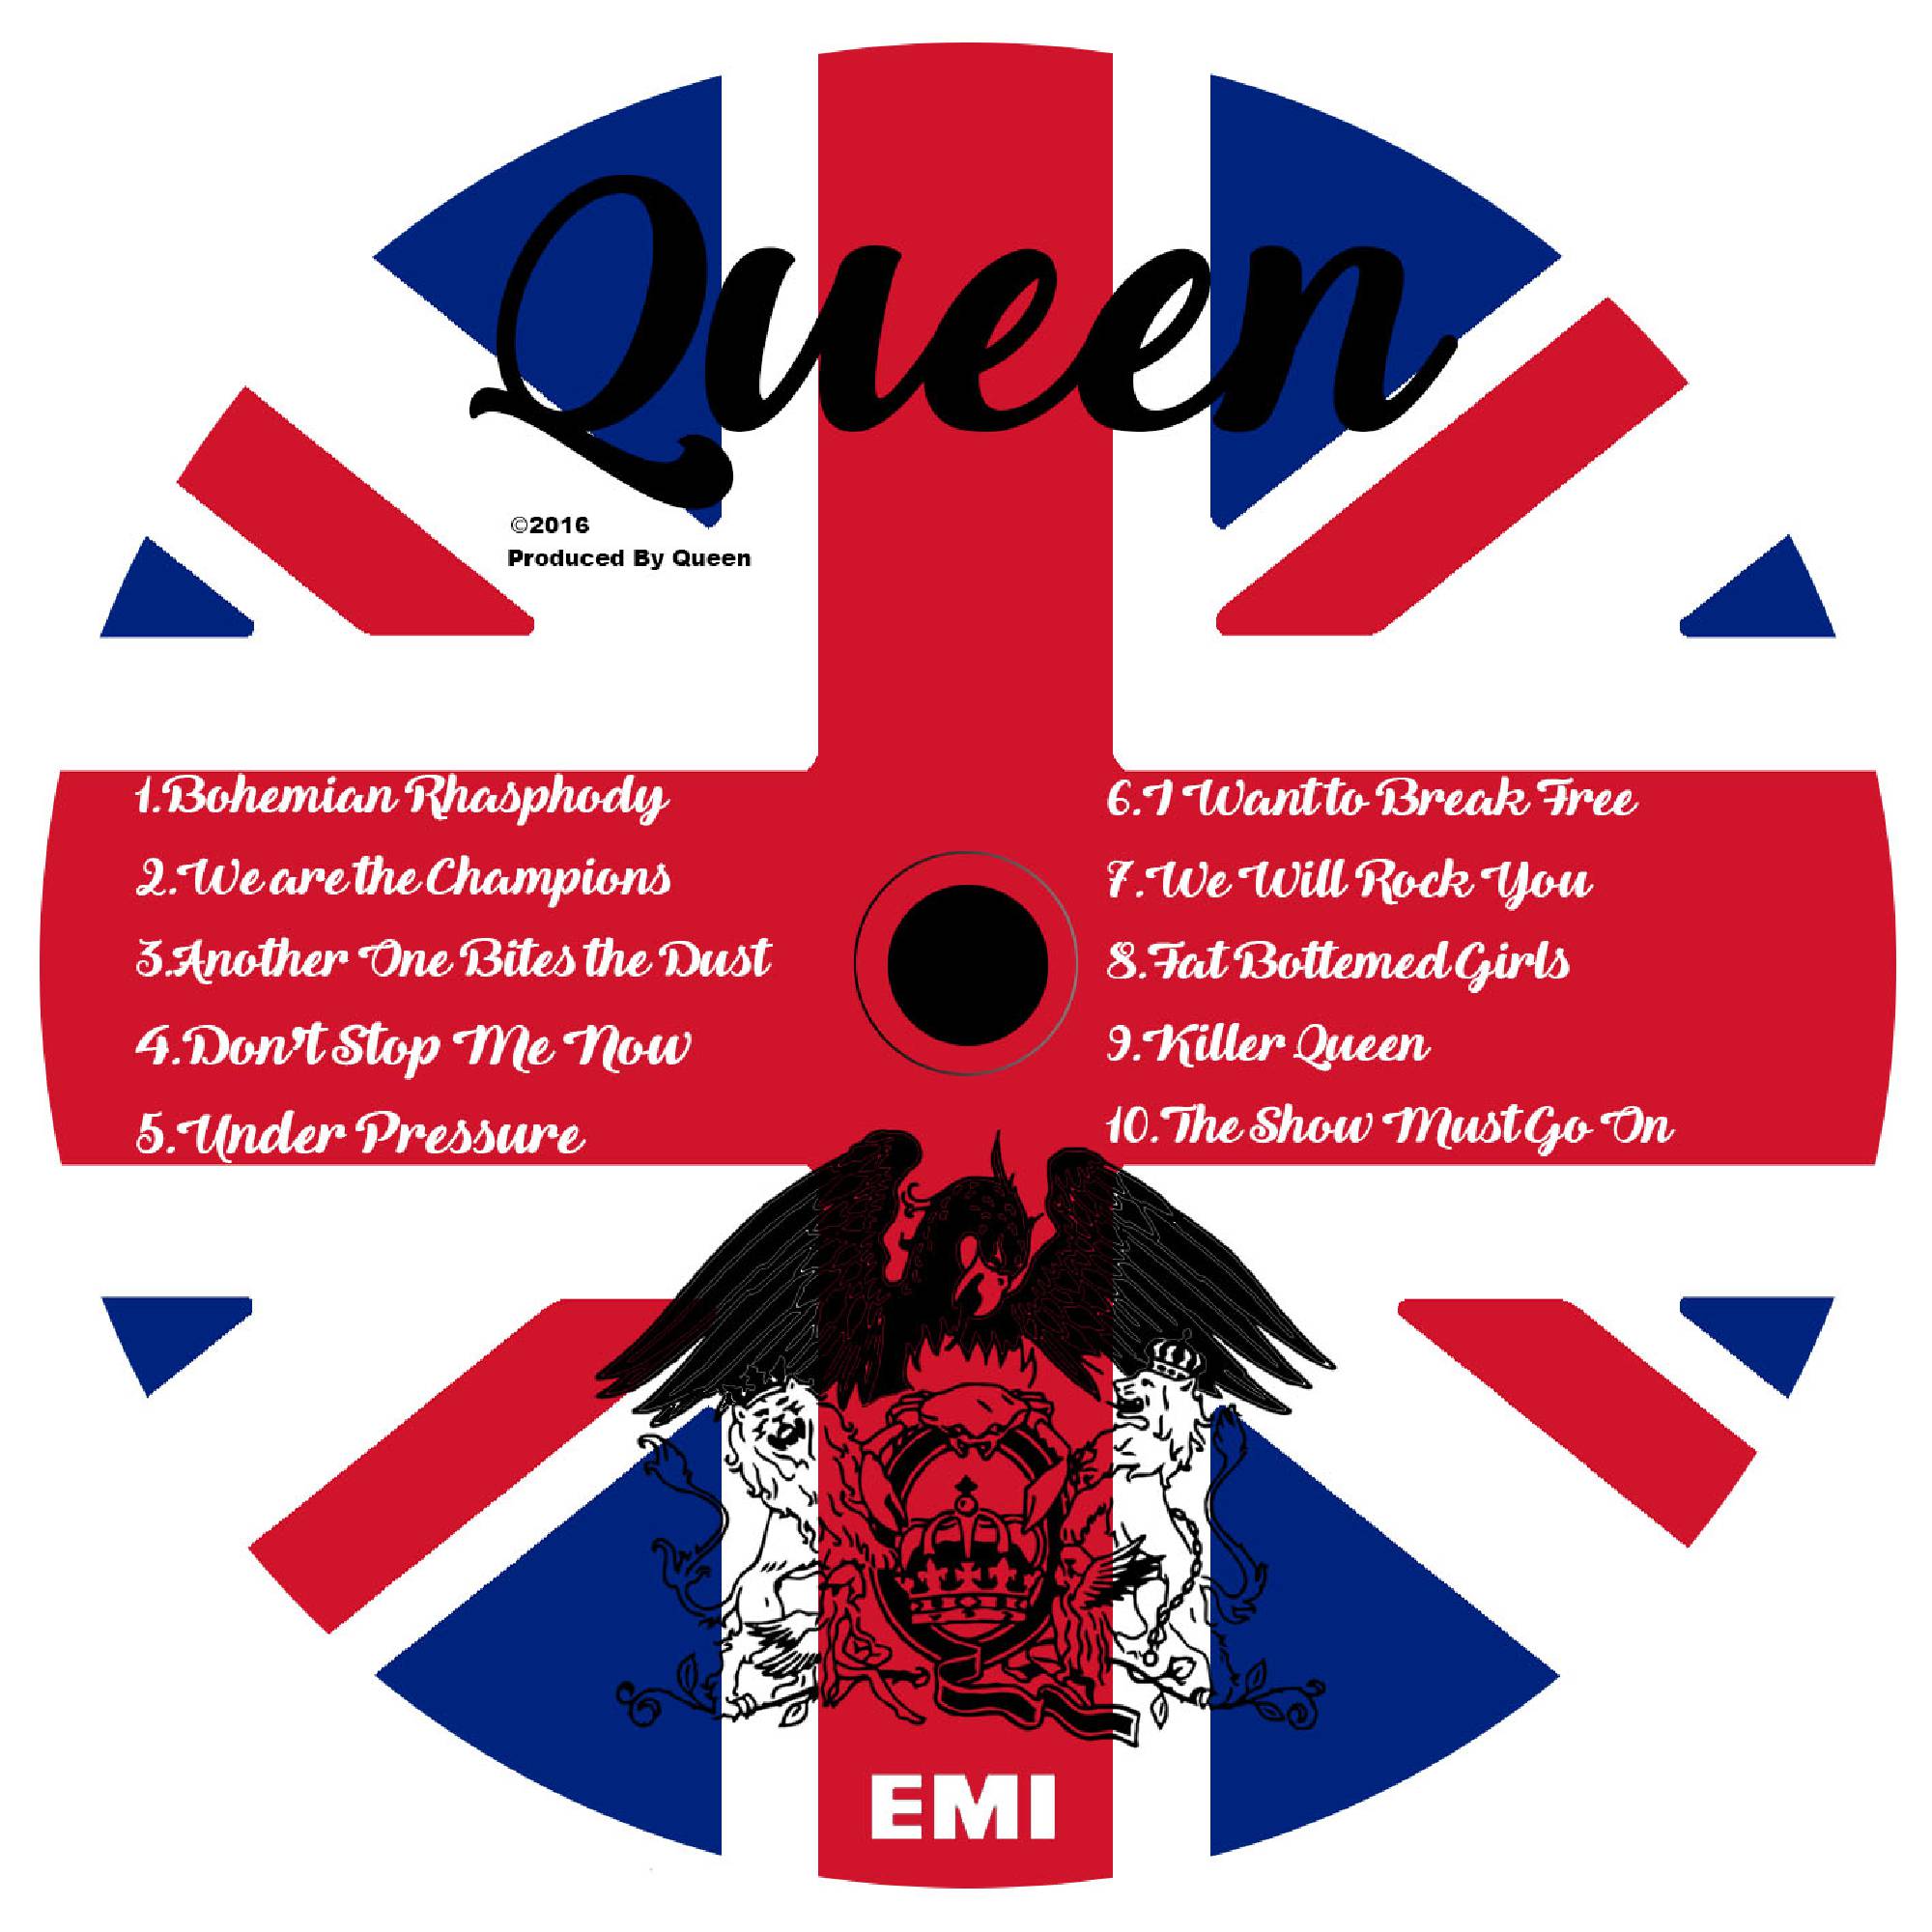 Queen
©2016
Produced By Queen
1.Bohemian Rhasphody
2.We are the Champions
3.Another One Bites the Dust
4.Don't Stop Me Now
5.Under Pressure
6.I Want to Break Free
7.We Will Rock You
8.Fat Bottemed Girls
9.Killer Queen
10.The Show Must Go On
EMI